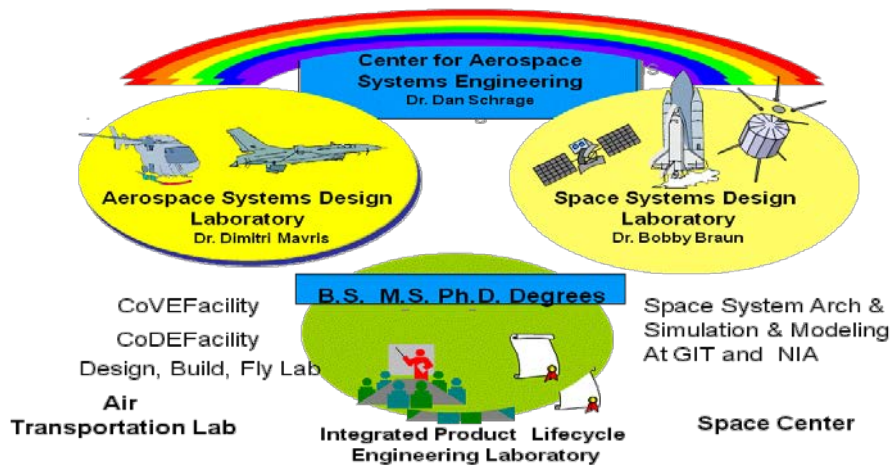 Center for Aerospace
Systems Engineering
Dr. Dan Schrage
Aerospace Systems Design
Laboratory
Dr. Dimitri Mavris
Space Systems Design
Laboratory
Dr. Bobby Braun
B.S. M.S. Ph.D. Degrees
CoVEFacility
CoDEFacility
Design, Build, Fly Lab
Air
Transportation Lab
Integrated Product Lifecycle
Engineering Laboratory
Space System Arch &
Simulation & Modeling
At GIT and NIA
Space Center